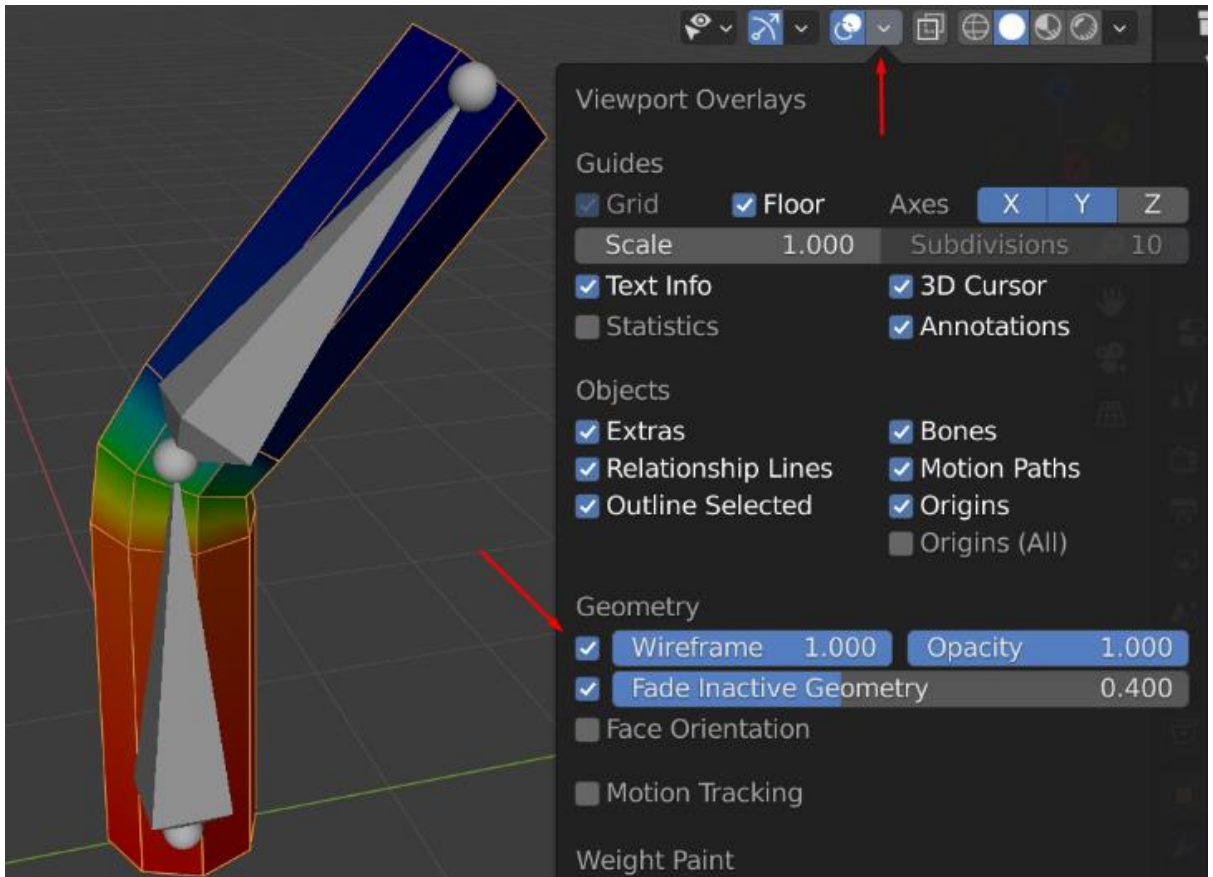 Viewport Overlays
Guides
Grid Floor Axes X Y Z
Scale 1.000 Subdivisions 10
Text Info 3D Cursor
Statistics Annotations
Objects
Extras Bones
Relationship Lines Motion Paths
Outline Selected Origins
Origins (All)
Geometry
Wireframe 1.000 Opacity 1.000
Fade Inactive Geometry 0.400
Face Orientation
Motion Tracking
Weight Paint